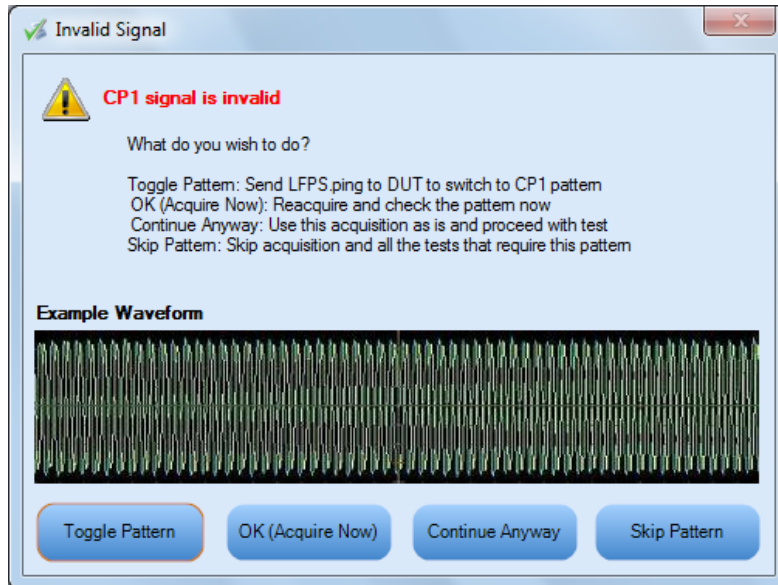 Invalid Signal
CP1 signal is invalid
What do you wish to do?
Toggle Pattern: Send LFPS.ping to DUT to switch to CP1 pattern
OK (Acquire Now): Reacquire and check the pattern now
Continue Anyway: Use this acquisition as is and proceed with test
Skip Pattern: Skip acquisition and all the tests that require this pattern
Example Waveform
Toggle Pattern
OK (Acquire Now)
Continue Anyway
Skip Pattern